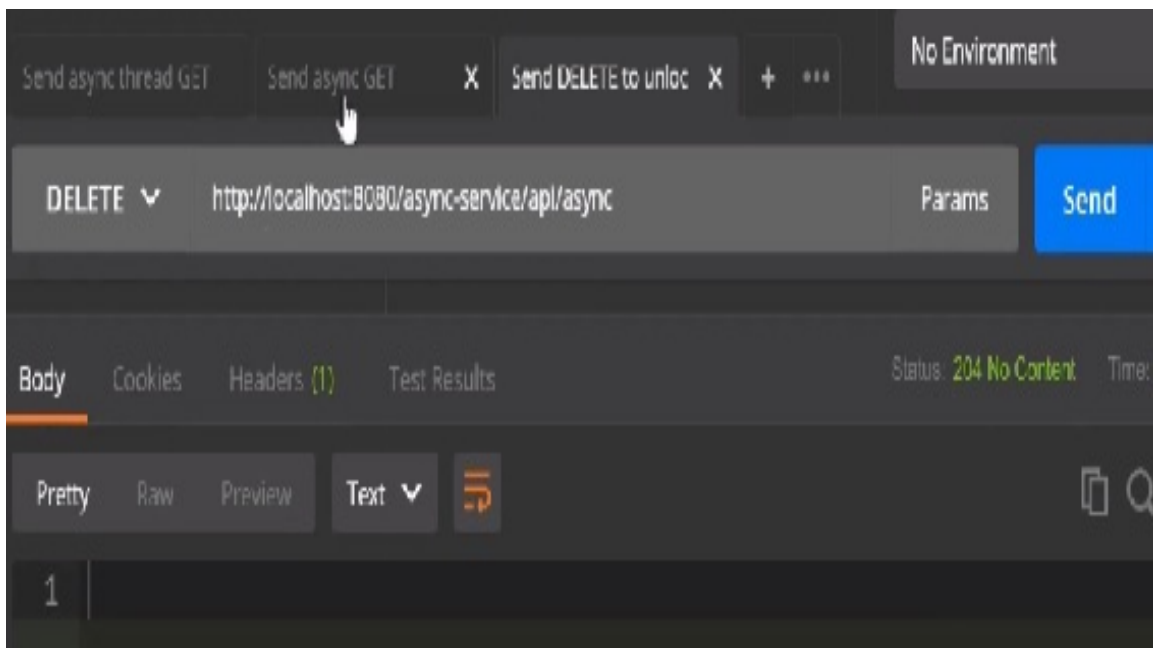 No Environment
Send async thread GET Send async GET X Send DELETE to unloc X + •••
DELETE http://localhost:8080/async-service/api/async Params Send
Body Cookies Headers (1) Test Results Status: 204 No Content Time:
Pretty Raw Preview Text
1